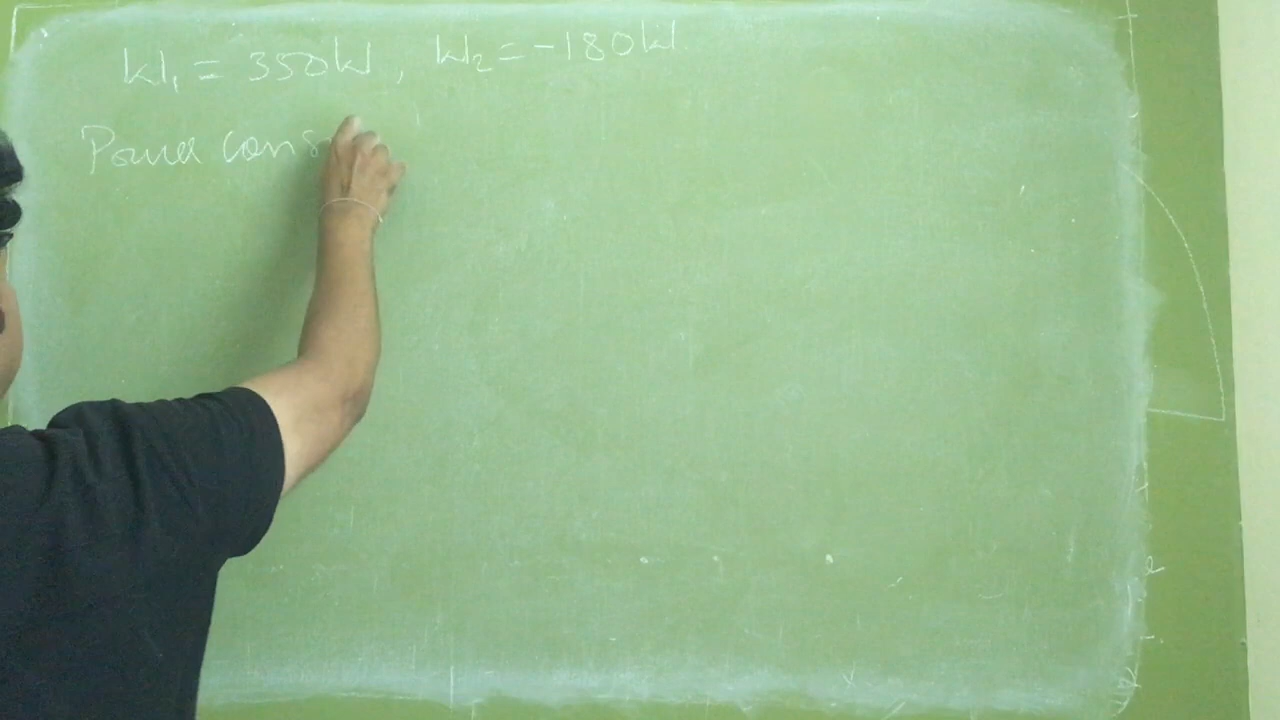 W₁ = 350W, W₂ = -180W.
Power cons